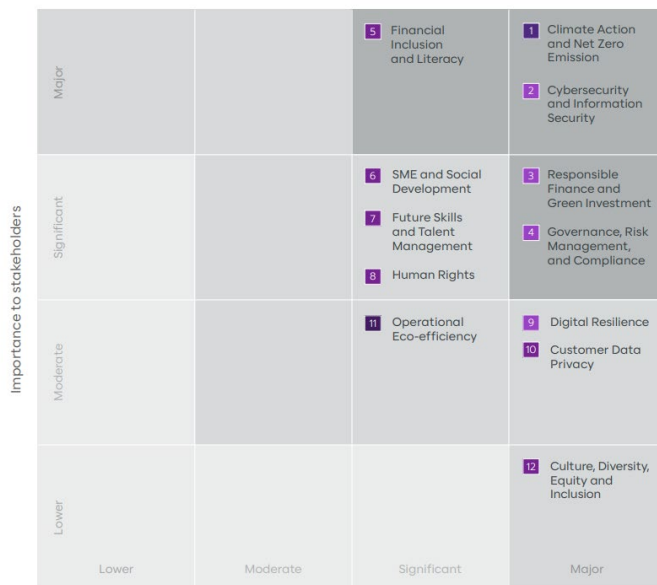 Importance to stakeholders
Major
5 Financial
Inclusion
and Literacy
1 Climate Action
and Net Zero
Emission
2 Cybersecurity
and Information
Security
Significant
6 SME and Social
Development
7 Future Skills
and Talent
Management
8 Human Rights
3 Responsible
Finance and
Green Investment
4 Governance, Risk
Management,
and Compliance
Moderate
11 Operational
Eco-efficiency
9 Digital Resilience
10 Customer Data
Privacy
Lower
12 Culture, Diversity,
Equity and
Inclusion
Lower
Moderate
Significant
Major